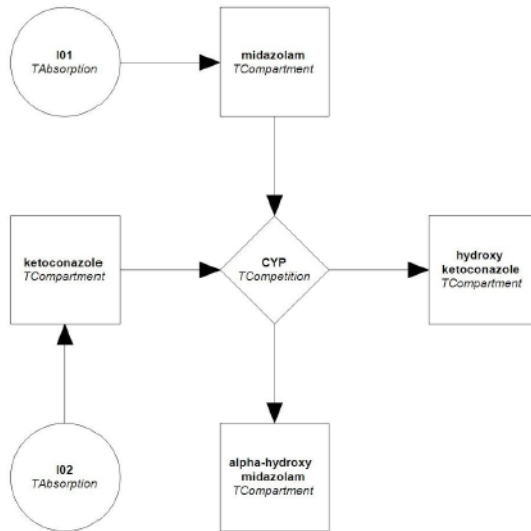 I01
TAbsorption
midazolam
TCompartment
ketoconazole
TCompartment
CYP
TCompetition
hydroxy
ketoconazole
TCompartment
I02
TAbsorption
alpha-hydroxy
midazolam
TCompartment